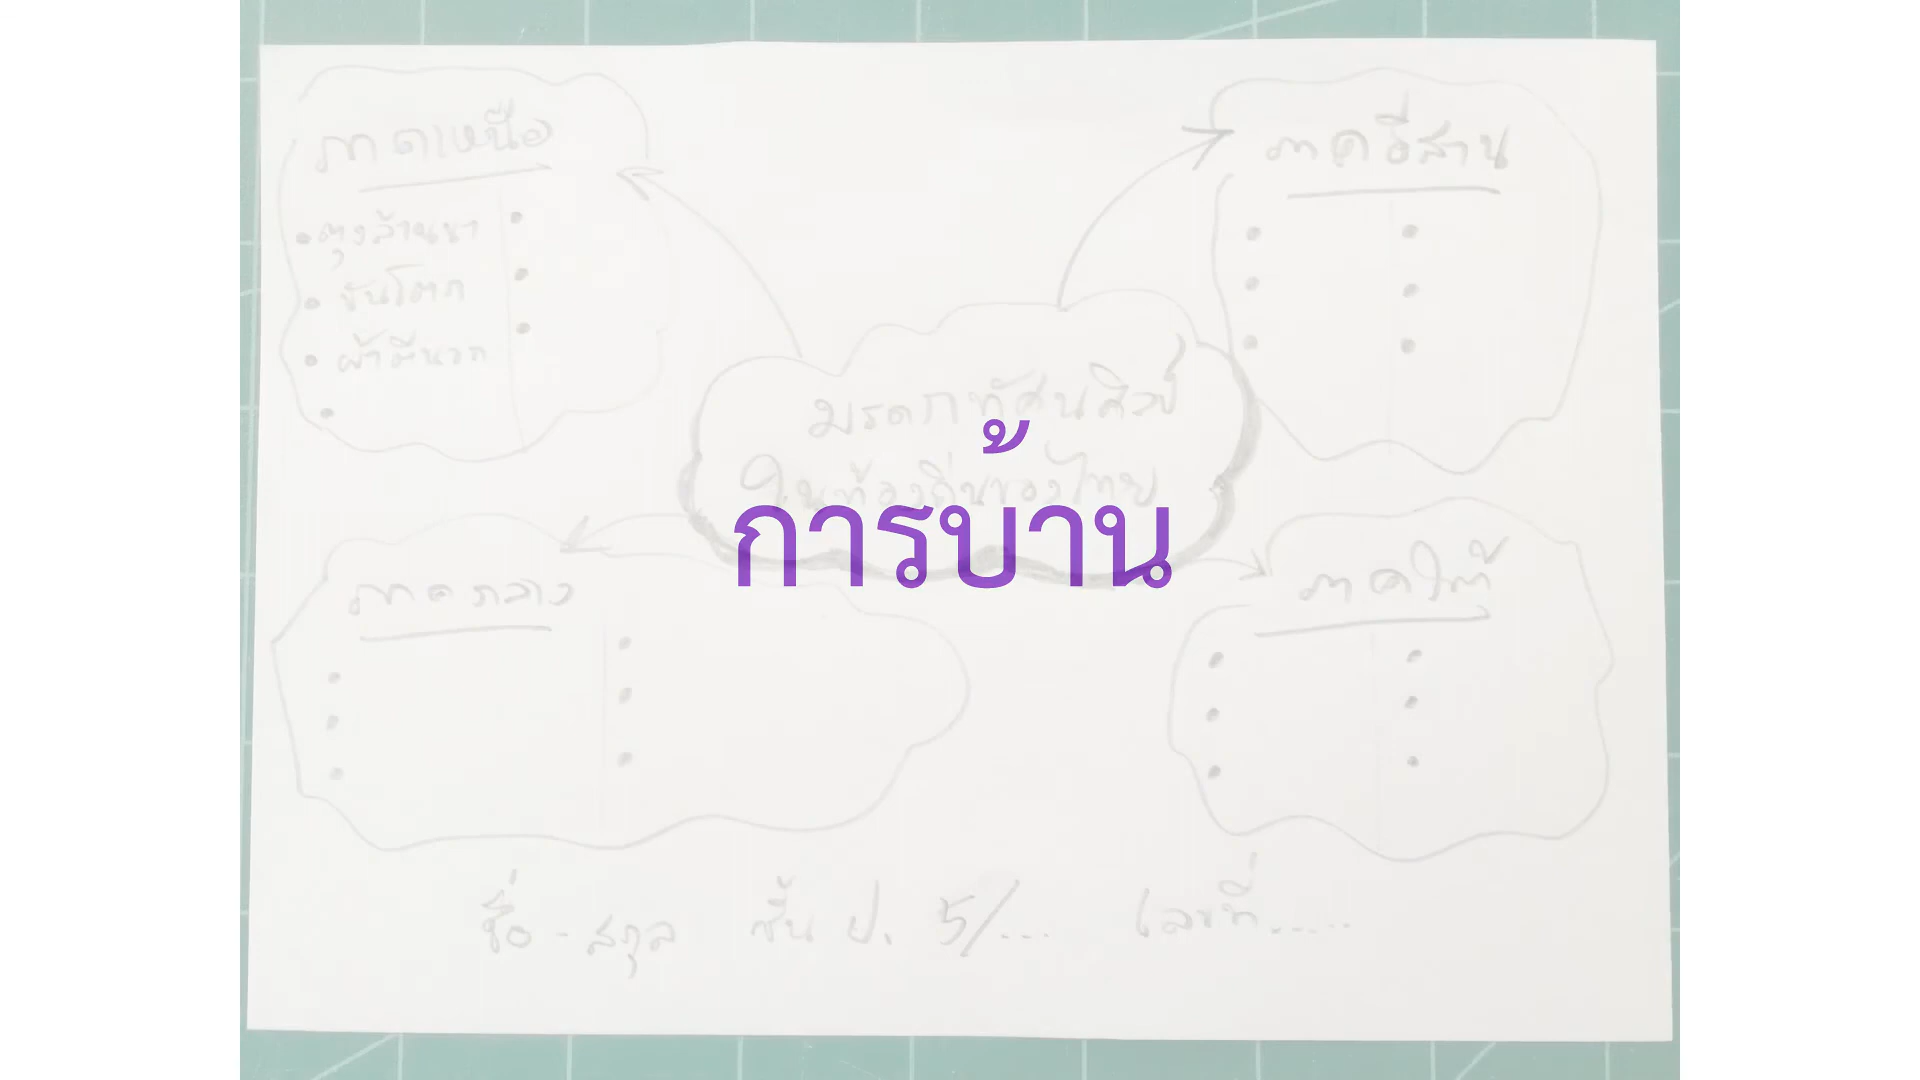 ภาคเหนือ
• ตุงล้านนา
• ขันโตก
• ผ้าตีนจก
ภาคอีสาน
มรดกทัศนศิลป์
ในท้องถิ่นของไทย
การบ้าน
ภาคกลาง
ภาคใต้
ชื่อ - สกุล ชั้น ป. 5/... เลขที่.....